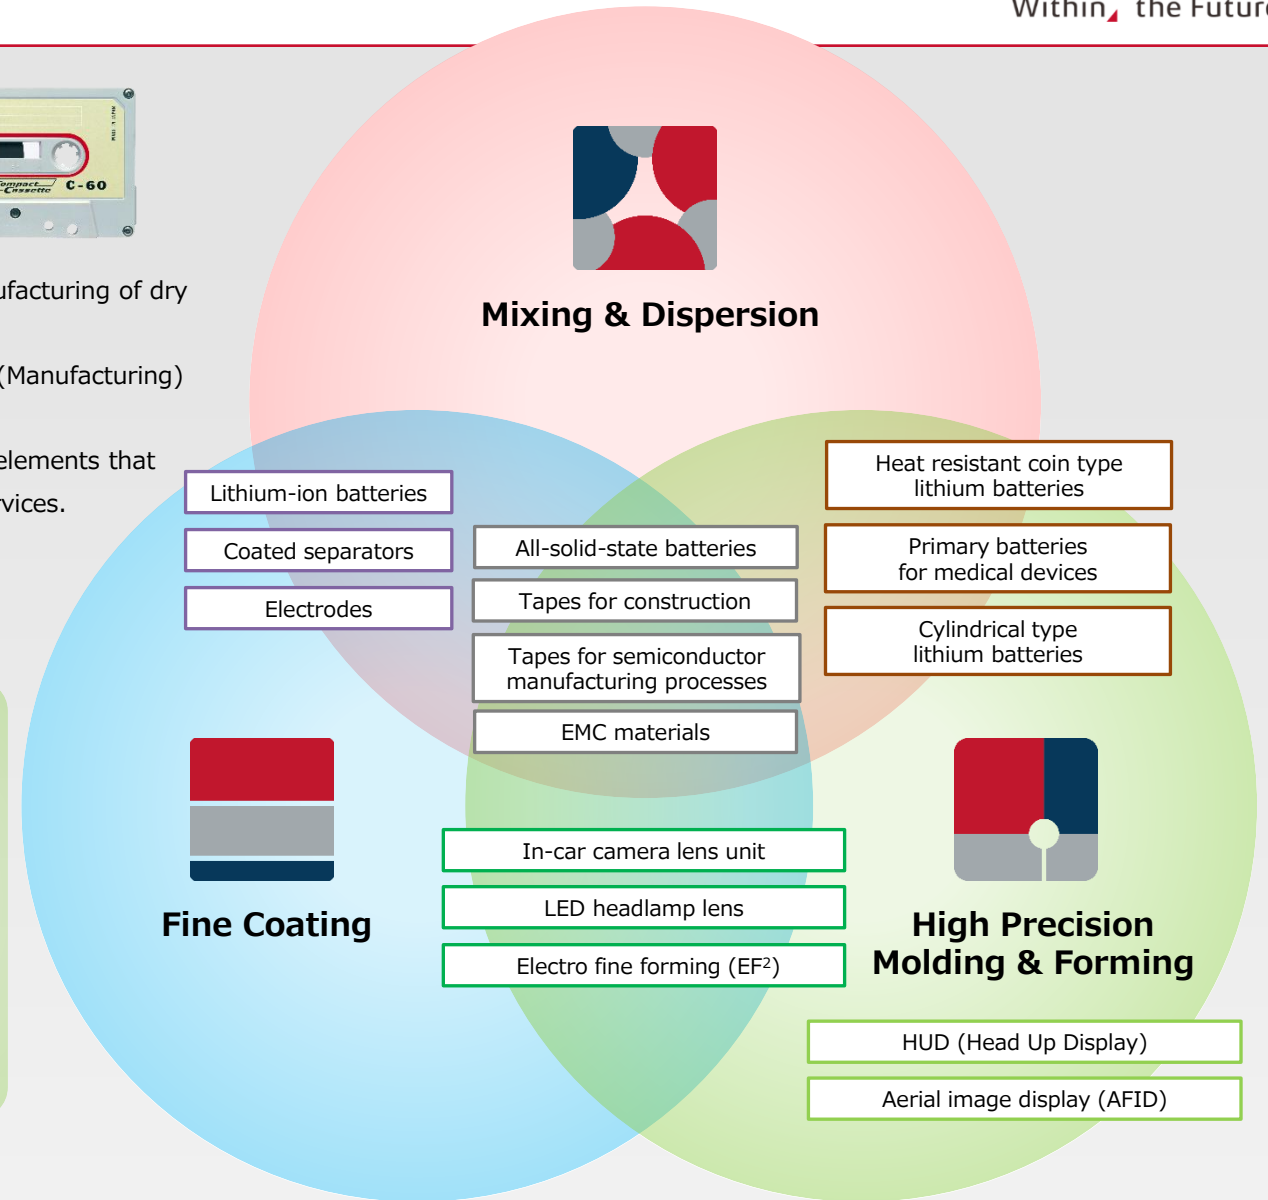 Within the Future
Compact
Cassette
C-60
ufacturing of dry
(Manufacturing)
elements that
rvices.
Mixing & Dispersion
Lithium-ion batteries
Coated separators
Electrodes
All-solid-state batteries
Tapes for construction
Tapes for semiconductor
manufacturing processes
EMC materials
Heat resistant coin type
lithium batteries
Primary batteries
for medical devices
Cylindrical type
lithium batteries
Fine Coating
In-car camera lens unit
LED headlamp lens
Electro fine forming (EF²)
High Precision
Molding & Forming
HUD (Head Up Display)
Aerial image display (AFID)